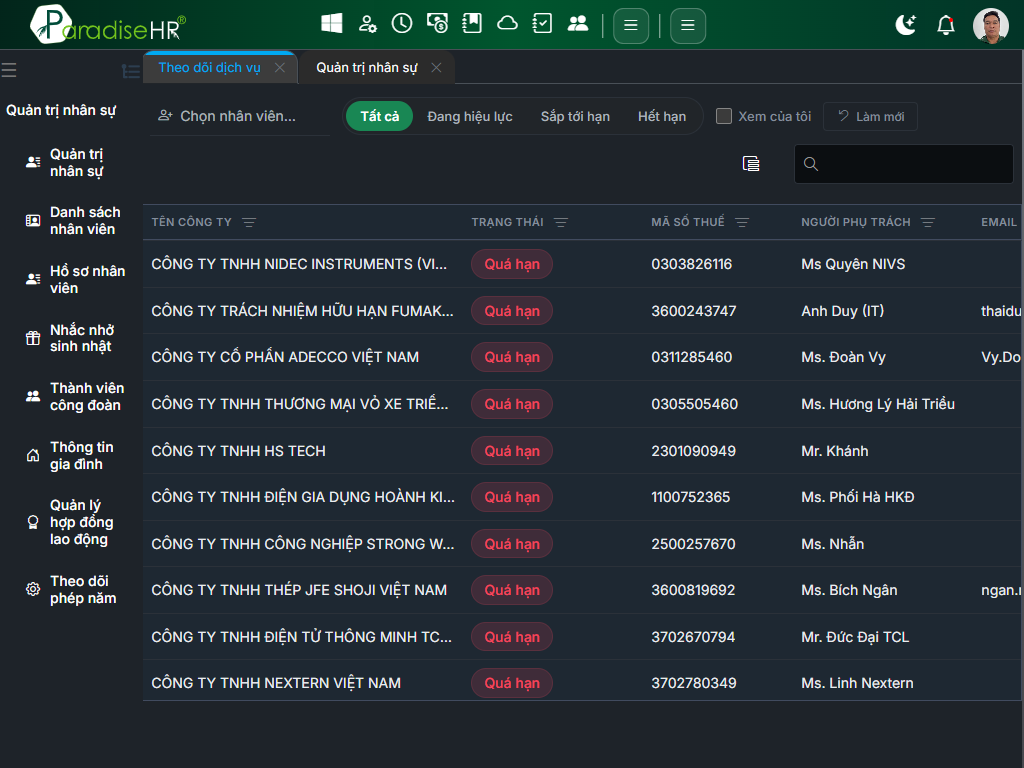 ParadiseHR®
Theo dõi dịch vụ
Quản trị nhân sự
Quản trị nhân sự
Chọn nhân viên...
Tất cả
Đang hiệu lực
Sắp tới hạn
Hết hạn
Xem của tôi
Làm mới
Quản trị
nhân sự
Danh sách
nhân viên
Hồ sơ nhân
viên
Nhắc nhở
sinh nhật
Thành viên
công đoàn
Thông tin
gia đình
Quản lý
hợp đồng
lao động
Theo dõi
phép năm
TÊN CÔNG TY TRẠNG THÁI MÃ SỐ THUẾ NGƯỜI PHỤ TRÁCH EMAIL
CÔNG TY TNHH NIDEC INSTRUMENTS (VI... Quá hạn 0303826116 Ms Quyên NIVS
CÔNG TY TRÁCH NHIỆM HỮU HẠN FUMAK... Quá hạn 3600243747 Anh Duy (IT) thaidu
CÔNG TY CỔ PHẦN ADECCO VIỆT NAM Quá hạn 0311285460 Ms. Đoàn Vy Vy.Do
CÔNG TY TNHH THƯƠNG MẠI VỎ XE TRIỀ... Quá hạn 0305505460 Ms. Hương Lý Hải Triều
CÔNG TY TNHH HS TECH Quá hạn 2301090949 Mr. Khánh
CÔNG TY TNHH ĐIỆN GIA DỤNG HOÀNH KI... Quá hạn 1100752365 Ms. Phối Hà HKĐ
CÔNG TY TNHH CÔNG NGHIỆP STRONG W... Quá hạn 2500257670 Ms. Nhẫn
CÔNG TY TNHH THÉP JFE SHOJI VIỆT NAM Quá hạn 3600819692 Ms. Bích Ngân ngan.n
CÔNG TY TNHH ĐIỆN TỬ THÔNG MINH TC... Quá hạn 3702670794 Mr. Đức Đại TCL
CÔNG TY TNHH NEXTERN VIỆT NAM Quá hạn 3702780349 Ms. Linh Nextern